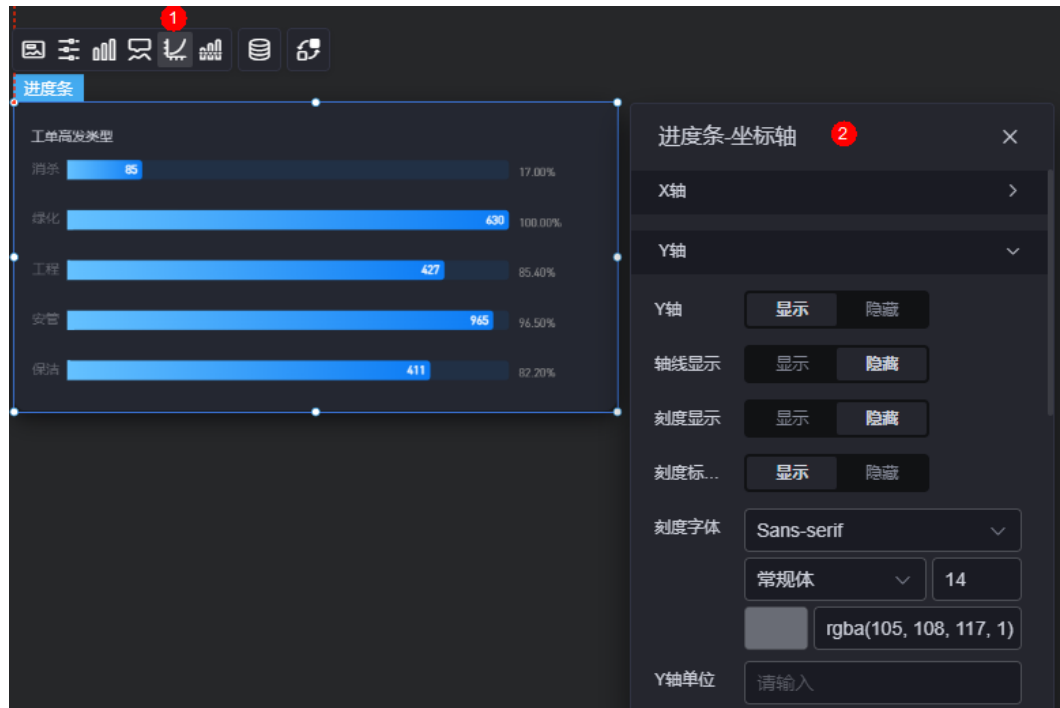 1
进度条
工单高发类型
消杀 85 17.00%
绿化 630 100.00%
工程 427 85.40%
安管 965 96.50%
保洁 411 82.20%
进度条-坐标轴 2
X轴
Y轴
Y轴 显示 隐藏
轴线显示 显示 隐藏
刻度显示 显示 隐藏
刻度标... 显示 隐藏
刻度字体 Sans-serif
常规体 14
rgba(105, 108, 117, 1)
Y轴单位 请输入